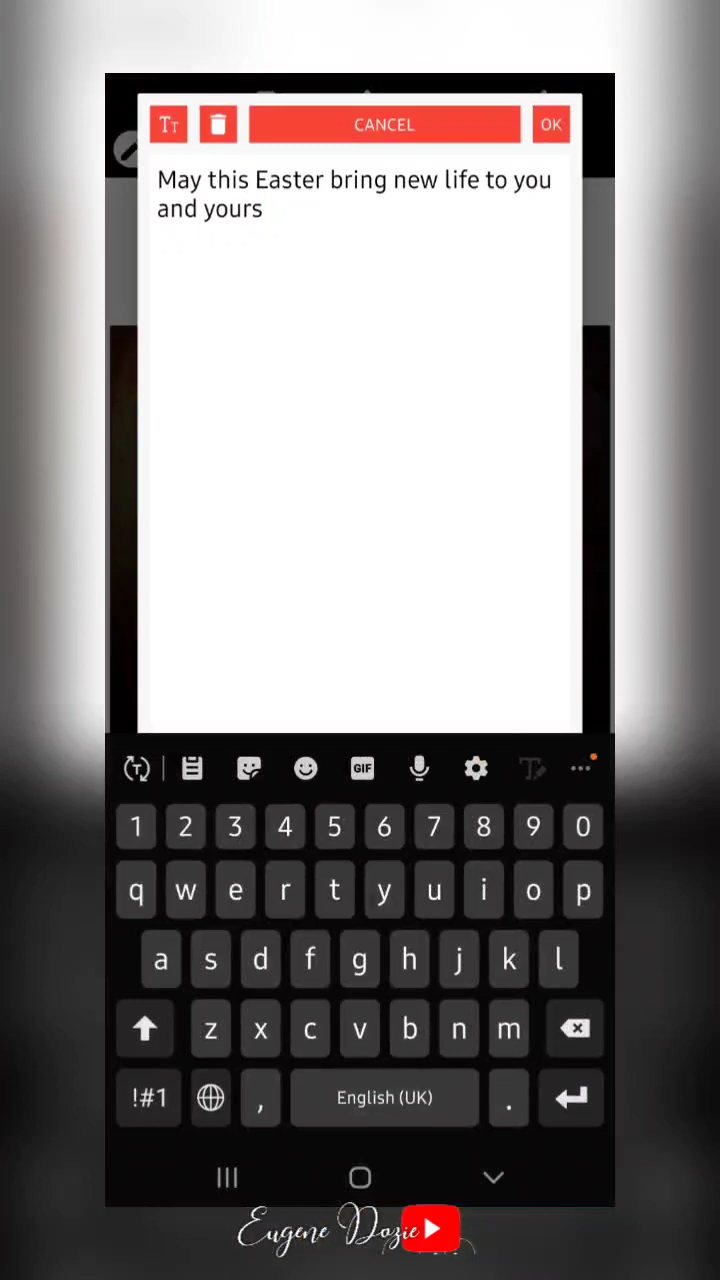 TT CANCEL OK
May this Easter bring new life to you
and yours
T GIF T
1 2 3 4 5 6 7 8 9 0
q w e r t y u i o p
a s d f g h j k l
z x c v b n m
!#1 , English (UK) .
Eugene Dozie